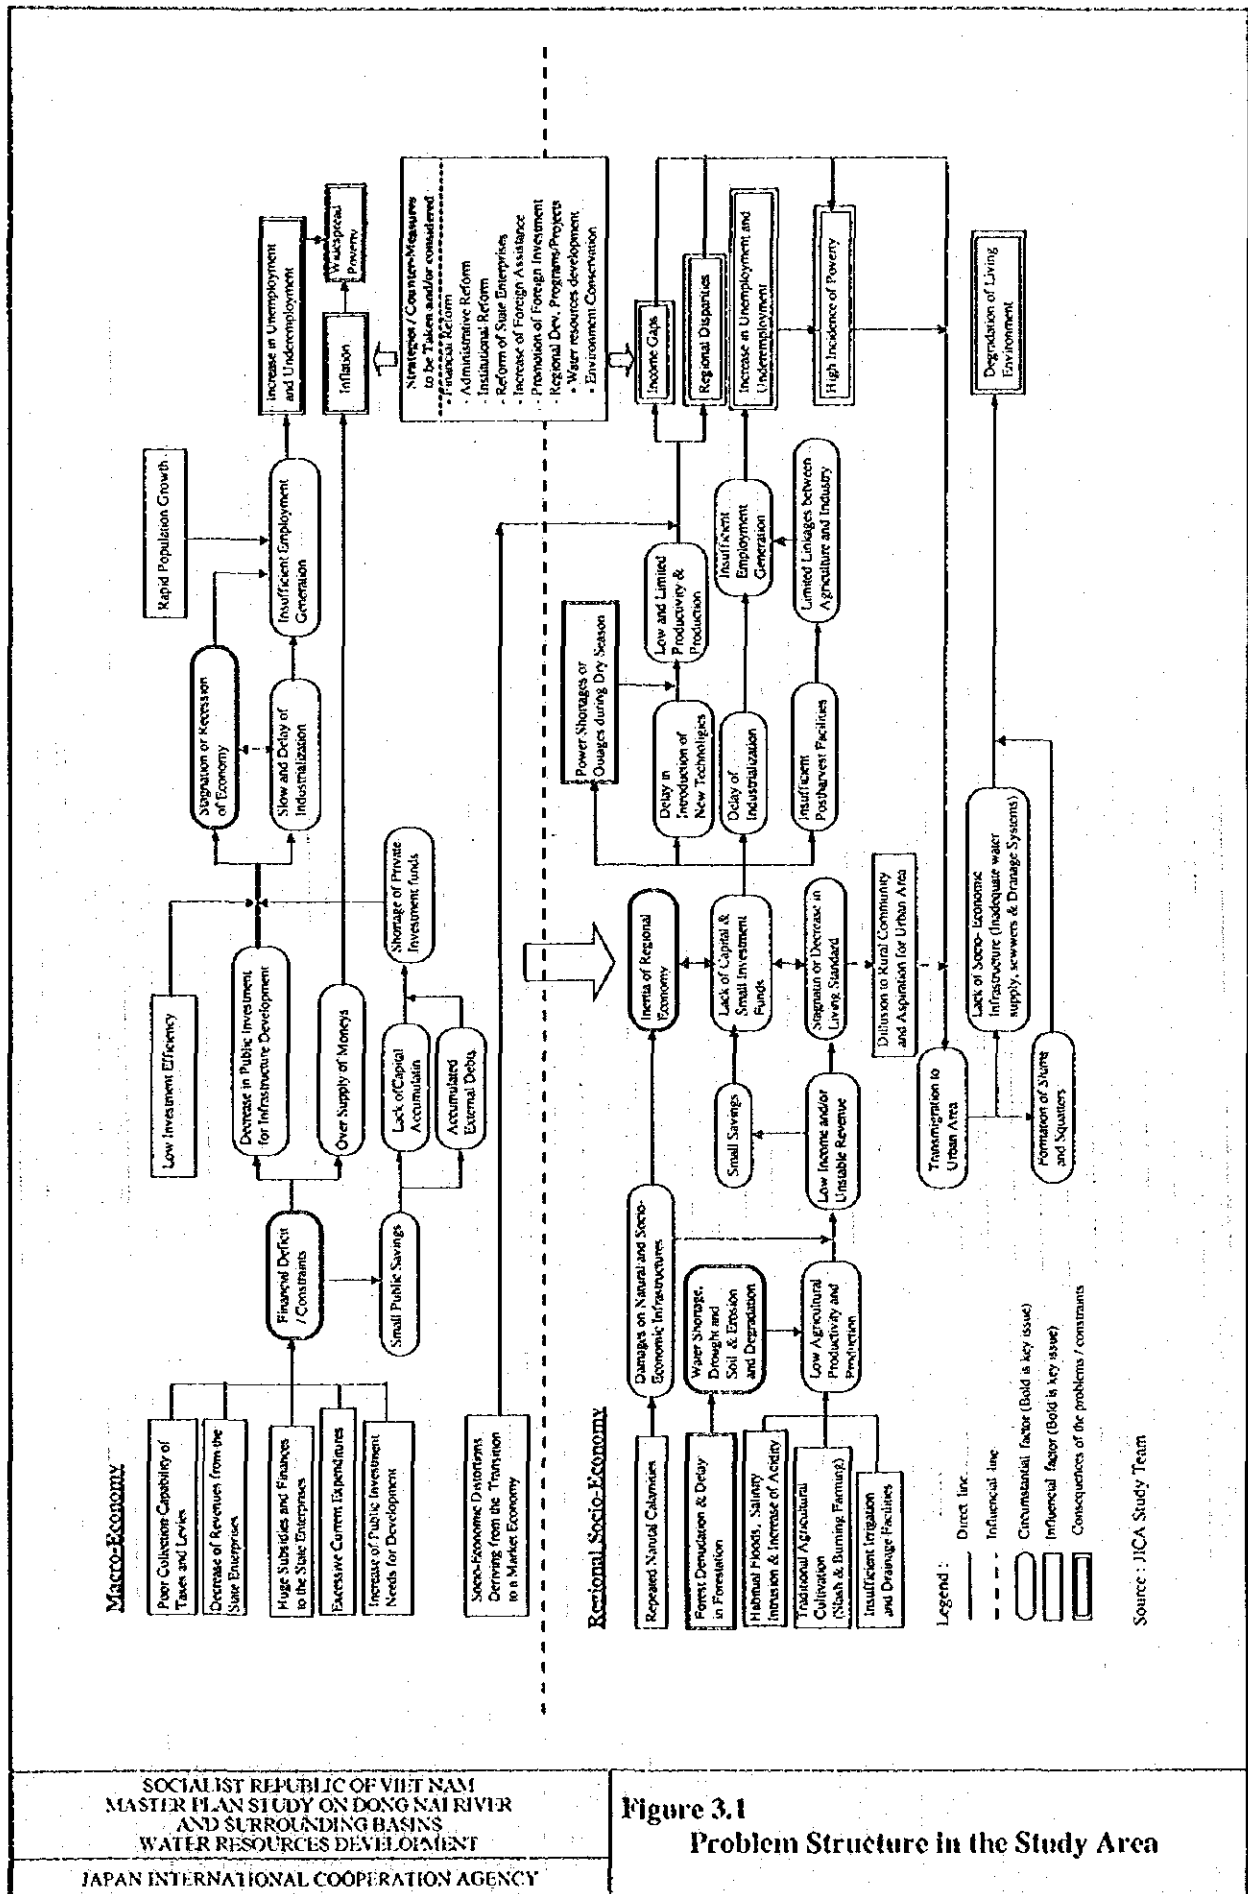 Macro-Economy
Poor Collection Capability of
Taxes and Levies
Decrease of Revenues from the
State Enterprises
Huge Subsidies and Finances
to the State Enterprises
Excessive Current Expenditures
Increase of Public Investment
Needs for Development
Socio-Economic Distortions
Deriving from the Transition
to a Market Economy
Financial Deficit
/ Constraints
Small Public Savings
Low Investment Efficiency
Decrease in Public Investment
for Infrastructure Development
Over Supply of Moneys
Lack of Capital
Accumulatin
Accumulated
External Debts
Shortage of Private
Investment funds
Stagnation or Recession
of Economy
Slow and Delay of
Industrialization
Rapid Population Growth
Insufficient Employment
Generation
Increase in Unemployment
and Underemployment
Inflation
Widespread
Poverty
Strategies / Counter-Measures
to be Taken and/or considered
- Financial Reform
- Administrative Reform
- Institutional Reform
- Reform of State Enterprises
- Increase of Foreign Assistance
- Promotion of Foreign Investment
- Regional Dev. Programs/Projects
• Water resources development
• Environment Conservation
Regional Socio-Economy
Repeated Natural Calamities
Forest Denudation & Delay
in Forestation
Habitual Floods, Salinity
Intrusion & Increase of Acidity
Traditional Agricultural
Cultivation
(Slash & Burning Farming)
Insufficient Irrigation
and Drainage Facilities
Damages on Natural and Socio-
Economic Infrastructures
Water Shortage,
Drought and
Soil & Erosion
and Degradation
Low Agricultural
Productivity and
Production
Small Savings
Low Income and/or
Unstable Revenue
Inertia of Regional
Economy
Lack of Capital &
Small Investment
Funds
Stagnatin or Decrease in
Living Standard
Disllusion to Rural Community
and Aspiration for Urban Area
Transmigration to
Urban Area
Power Shortages or
Outages during Dry Season
Delay in
Introduction of
New Technoligies
Delay of
Industrialization
Insufficient
Postharvest Facilities
Low and Limited
Productivity &
Production
Insufficient
Employment
Generation
Limited Linkages between
Agriculture and Industry
Income Gaps
Regional Disparities
Increase in Unemployment and
Underemployment
High Incidence of Poverty
Lack of Socio- Economic
Infrastructure (Inadequate water
supply, sewwers & Dranage Systems)
Formation of Slums
and Squatters
Degradation of Living
Environment
Legend :
Direct line
Influencial line
Circumstantial factor (Bold is key issue)
Influencial factor (Bold is key issue)
Consequences of the problems / constraints
Source : JICA Study Team
SOCIALIST REPUBLIC OF VIET NAM
MASTER PLAN STUDY ON DONG NAI RIVER
AND SURROUNDING BASINS
WATER RESOURCES DEVELOPMENT
JAPAN INTERNATIONAL COOPERATION AGENCY
Figure 3.1
Problem Structure in the Study Area